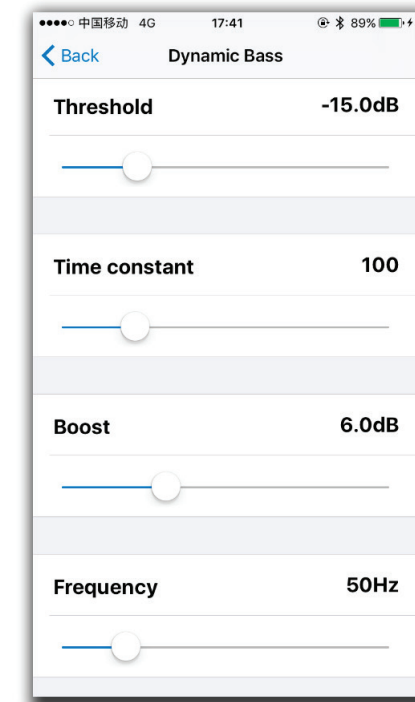 中国移动 4G 17:41 89%
Back Dynamic Bass
Threshold -15.0dB
Time constant 100
Boost 6.0dB
Frequency 50Hz